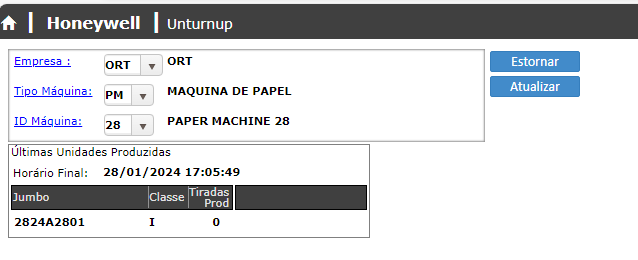 Honeywell Unturnup
Empresa : ORT ORT Estornar
Tipo Máquina: PM MAQUINA DE PAPEL Atualizar
ID Máquina: 28 PAPER MACHINE 28
Últimas Unidades Produzidas
Horário Final: 28/01/2024 17:05:49
Jumbo Classe Tiradas Prod
2824A2801 I 0